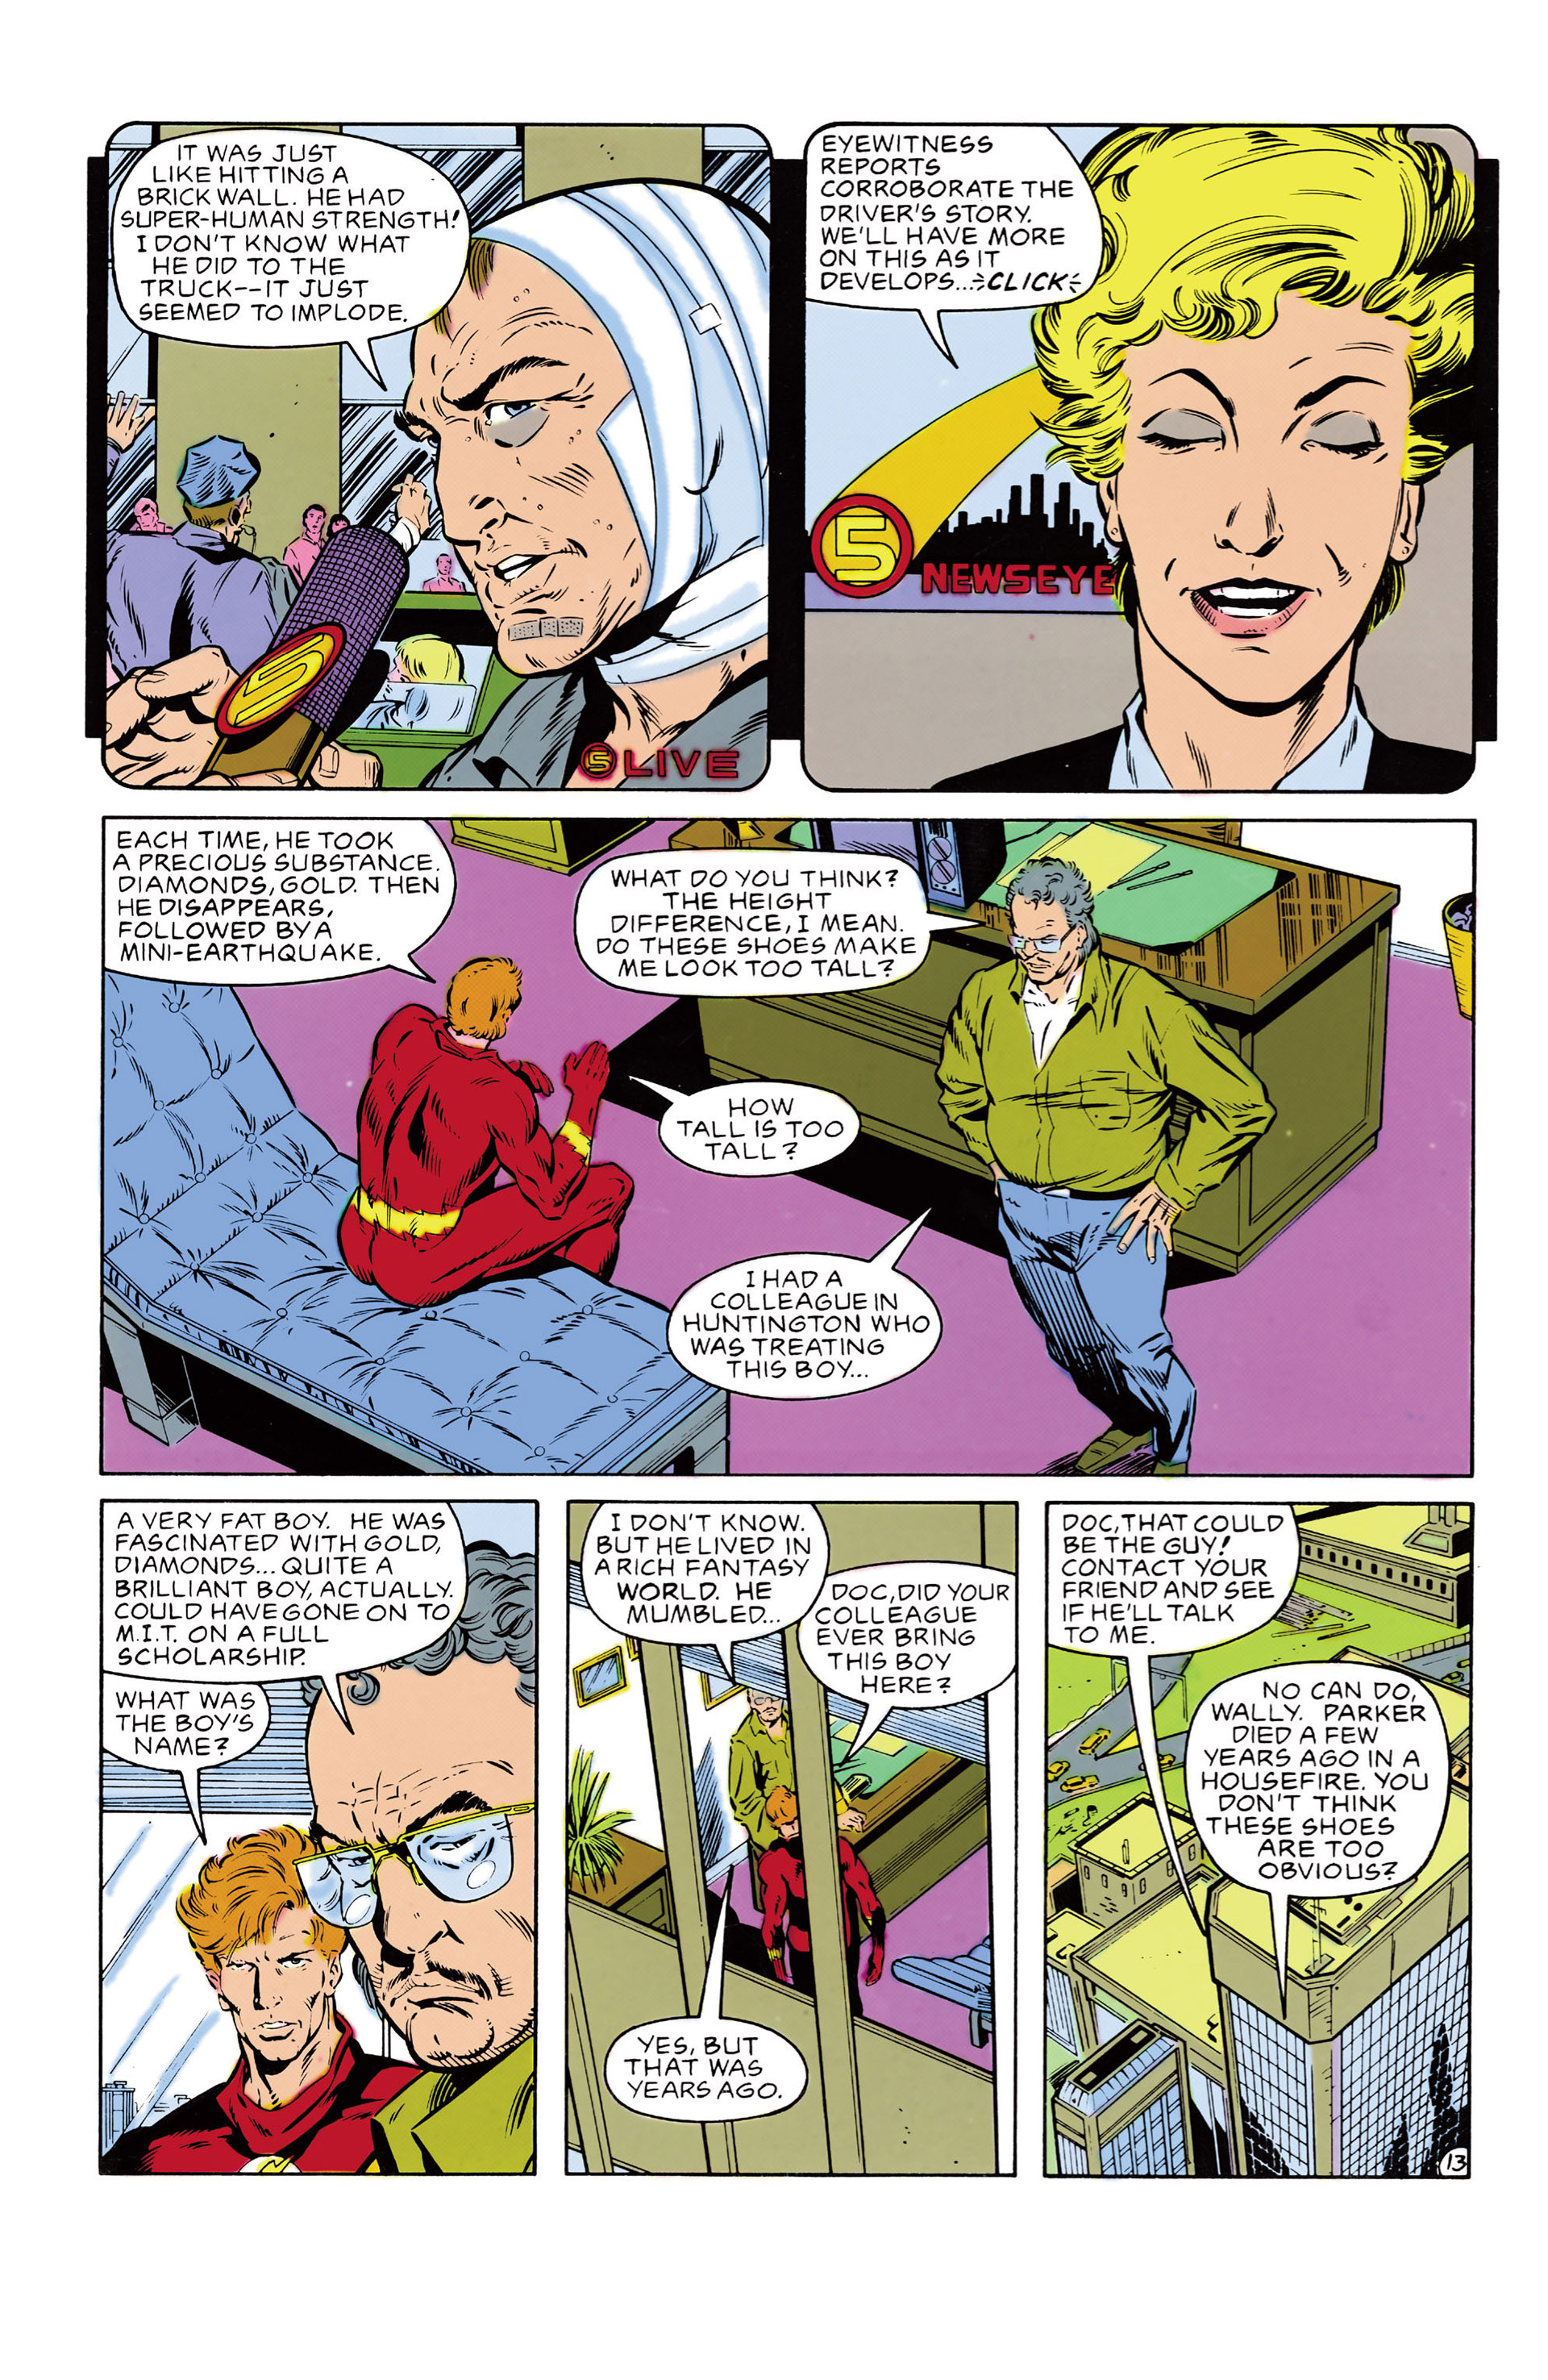 IT WAS JUST
LIKE HITTING A
BRICK WALL. HE HAD
SUPER-HUMAN STRENGTH!
I DON'T KNOW WHAT
HE DID TO THE
TRUCK--IT JUST
SEEMED TO IMPLODE.
5
5 LIVE
EYEWITNESS
REPORTS
CORROBORATE THE
DRIVER'S STORY.
WE'LL HAVE MORE
ON THIS AS IT
DEVELOPS... CLICK
5
NEWSEYE
EACH TIME, HE TOOK
A PRECIOUS SUBSTANCE.
DIAMONDS, GOLD. THEN
HE DISAPPEARS,
FOLLOWED BY A
MINI-EARTHQUAKE.
WHAT DO YOU THINK?
THE HEIGHT
DIFFERENCE, I MEAN.
DO THESE SHOES MAKE
ME LOOK TOO TALL?
HOW
TALL IS TOO
TALL?
I HAD A
COLLEAGUE IN
HUNTINGTON WHO
WAS TREATING
THIS BOY...
A VERY FAT BOY. HE WAS
FASCINATED WITH GOLD,
DIAMONDS... QUITE A
BRILLIANT BOY, ACTUALLY.
COULD HAVE GONE ON TO
M.I.T. ON A FULL
SCHOLARSHIP.
WHAT WAS
THE BOY'S
NAME?
I DON'T KNOW.
BUT HE LIVED IN
A RICH FANTASY
WORLD. HE
MUMBLED...
DOC, DID YOUR
COLLEAGUE
EVER BRING
THIS BOY
HERE?
YES, BUT
THAT WAS
YEARS AGO.
DOC, THAT COULD
BE THE GUY!
CONTACT YOUR
FRIEND AND SEE
IF HE'LL TALK
TO ME.
NO CAN DO,
WALLY. PARKER
DIED A FEW
YEARS AGO IN A
HOUSEFIRE. YOU
DON'T THINK
THESE SHOES
ARE TOO
OBVIOUS?
13